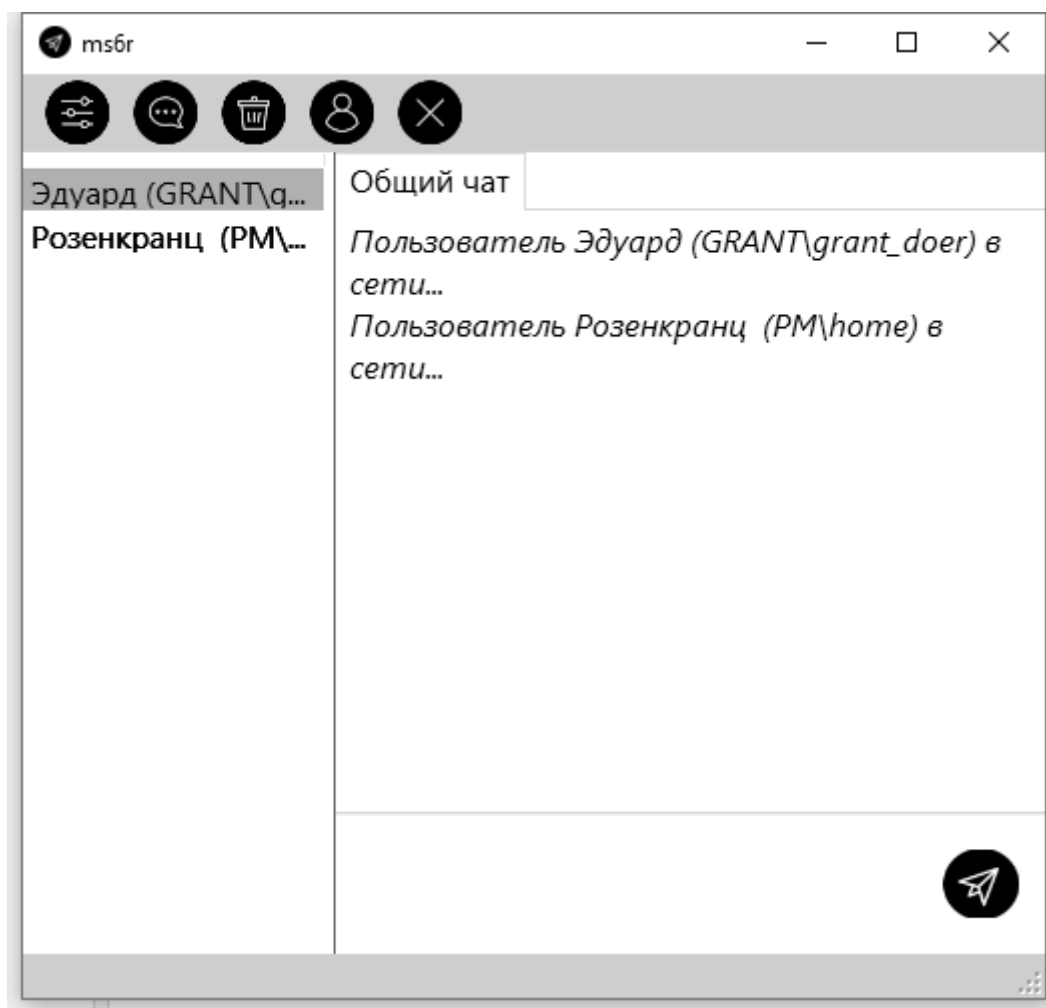 ms6r
Эдуард (GRANT\g...
Розенкранц (PM\...
Общий чат
Пользователь Эдуард (GRANT\grant_doer) в
сети...
Пользователь Розенкранц (PM\home) в
сети...